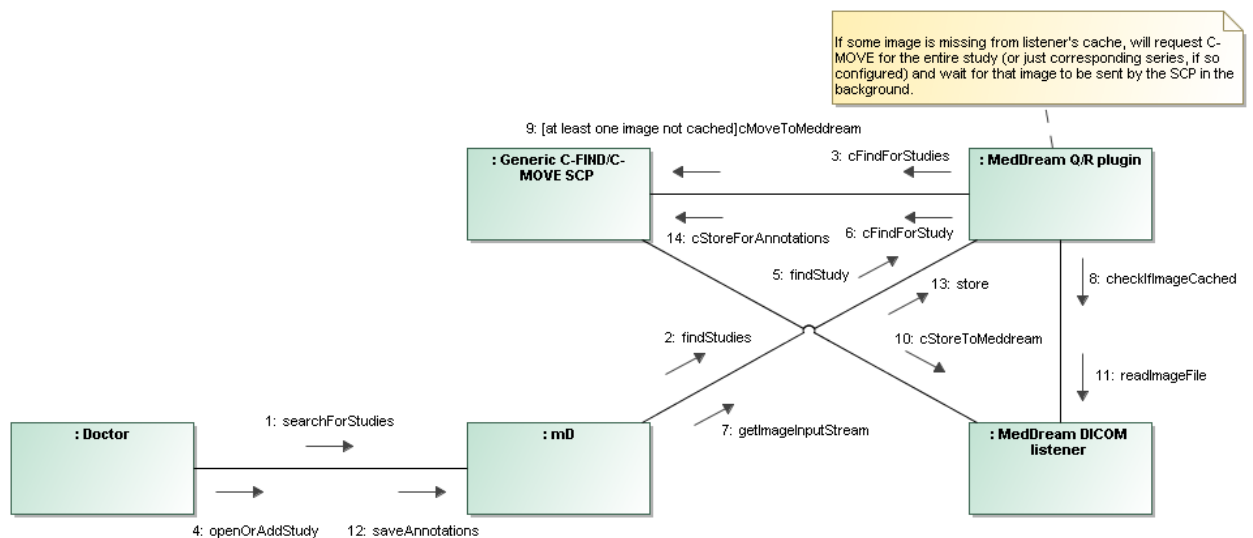 If some image is missing from listener's cache, will request C-
MOVE for the entire study (or just corresponding series, if so
configured) and wait for that image to be sent by the SCP in the
background.
9: [at least one image not cached]cMoveToMeddream
3: cFindForStudies
: Generic C-FIND/C-
MOVE SCP
: MedDream Q/R plugin
14: cStoreForAnnotations
6: cFindForStudy
5: findStudy
8: checkIfImageCached
13: store
2: findStudies
10: cStoreToMeddream
11: readImageFile
1: searchForStudies
7: getImageInputStream
: Doctor
: mD
: MedDream DICOM
listener
4: openOrAddStudy
12: saveAnnotations